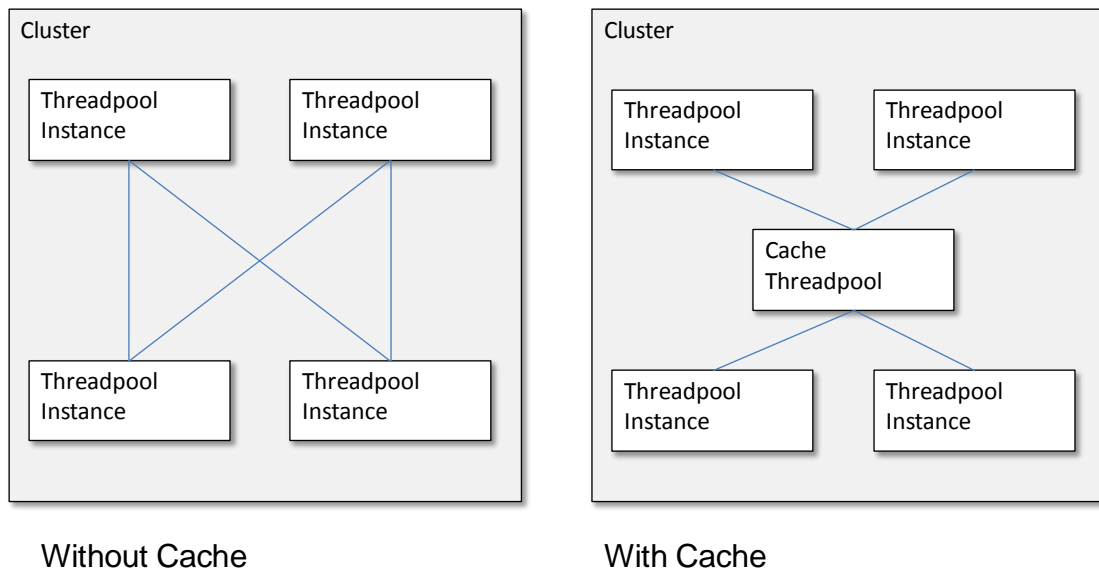 Cluster
Threadpool
Instance
Threadpool
Instance
Threadpool
Instance
Threadpool
Instance
Without Cache
Cluster
Threadpool
Instance
Threadpool
Instance
Cache
Threadpool
Threadpool
Instance
Threadpool
Instance
With Cache